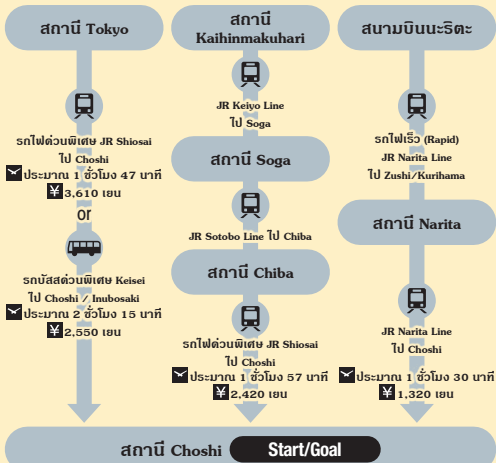 สถานี Tokyo
รถไฟด่วนพิเศษ JR Shiosai
ไป Choshi
ประมาณ 1 ชั่วโมง 47 นาที
¥ 3,610 เยน
or
รถบัสด่วนพิเศษ Keisei
ไป Choshi / Inubosaki
ประมาณ 2 ชั่วโมง 15 นาที
¥ 2,550 เยน
สถานี
Kaihinmakuhari
JR Keiyo Line
ไป Soga
สถานี Soga
JR Sotobo Line ไป Chiba
สถานี Chiba
รถไฟด่วนพิเศษ JR Shiosai
ไป Choshi
ประมาณ 1 ชั่วโมง 57 นาที
¥ 2,420 เยน
สนามบินนะริตะ
รถไฟเร็ว (Rapid)
JR Narita Line
ไป Zushi/Kurihama
สถานี Narita
JR Narita Line
ไป Choshi
ประมาณ 1 ชั่วโมง 30 นาที
¥ 1,320 เยน
สถานี Choshi Start/Goal